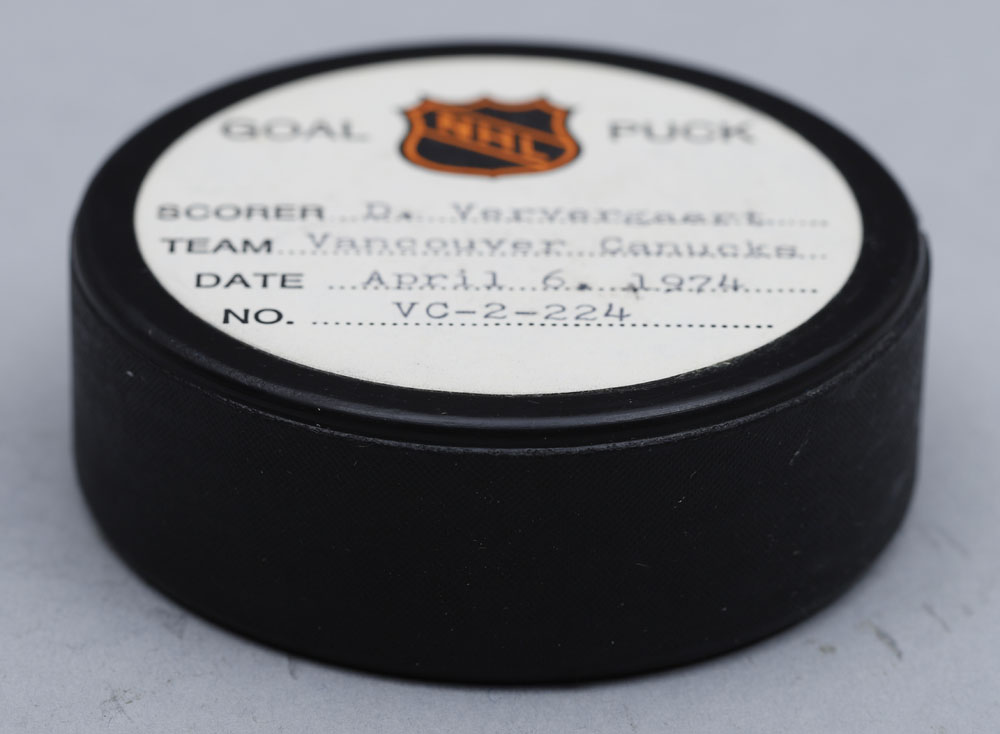 GOAL NHL PUCK
SCORER D. Ververgaert
TEAM Vancouver Canucks
DATE April 6, 1974
NO. VC-2-224